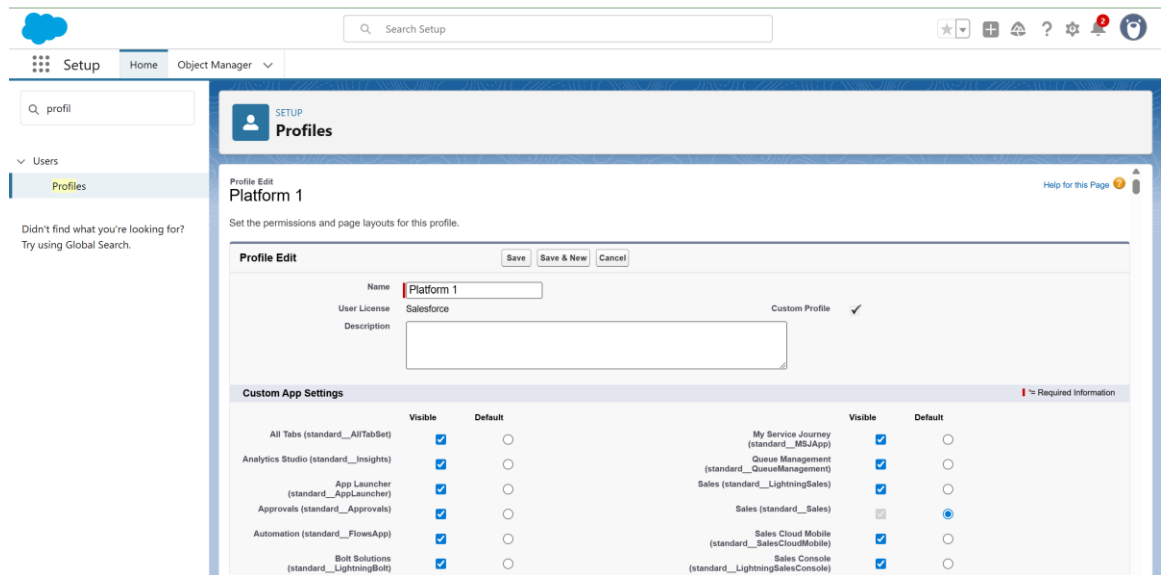 Search Setup
2
Setup
Home
Object Manager
profil
Users
Profiles
Didn't find what you're looking for?
Try using Global Search.
SETUP
Profiles
Profile Edit
Platform 1
Help for this Page ?
Set the permissions and page layouts for this profile.
Profile Edit
Save
Save & New
Cancel
Name
Platform 1
User License
Salesforce
Custom Profile
Description
Custom App Settings
= Required Information
Visible
Default
Visible
Default
All Tabs (standard__AllTabSet)
My Service Journey
(standard__MSJApp)
Analytics Studio (standard__Insights)
Queue Management
(standard__QueueManagement)
App Launcher
(standard__AppLauncher)
Sales (standard__LightningSales)
Approvals (standard__Approvals)
Sales (standard__Sales)
Automation (standard__FlowsApp)
Sales Cloud Mobile
(standard__SalesCloudMobile)
Bolt Solutions
(standard__LightningBolt)
Sales Console
(standard__LightningSalesConsole)